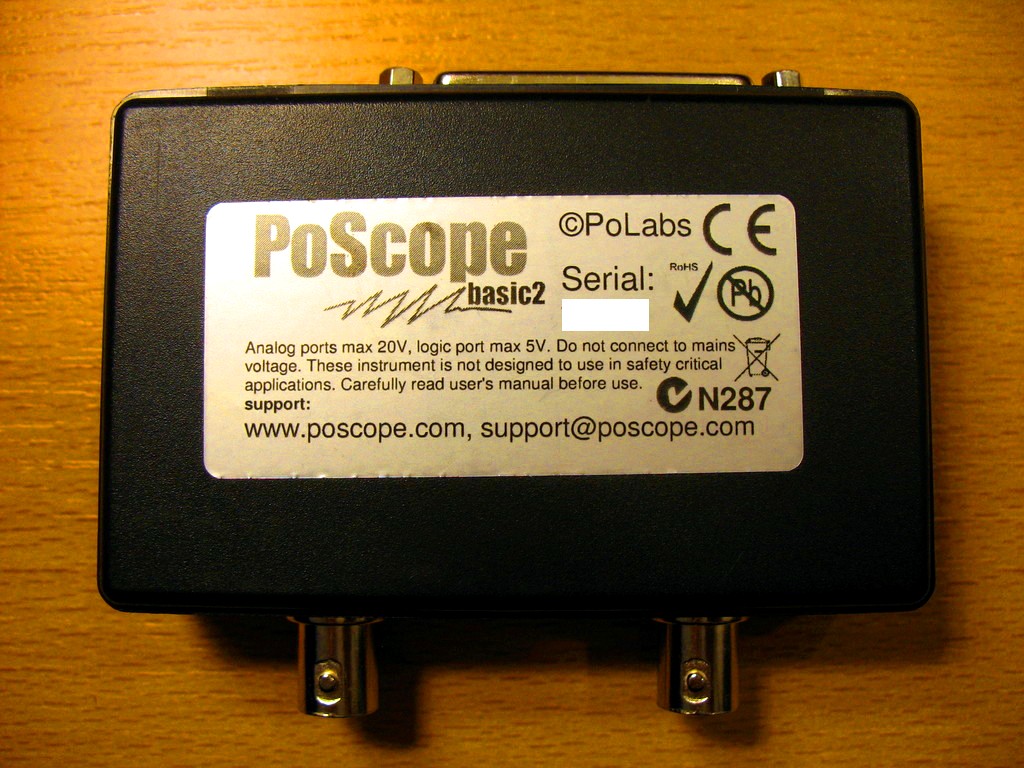 PoScope
basic2
©PoLabs CE
Serial:
RoHS
Pb
Analog ports max 20V, logic port max 5V. Do not connect to mains
voltage. These instrument is not designed to use in safety critical
applications. Carefully read user's manual before use.
support:
N287
www.poscope.com, support@poscope.com